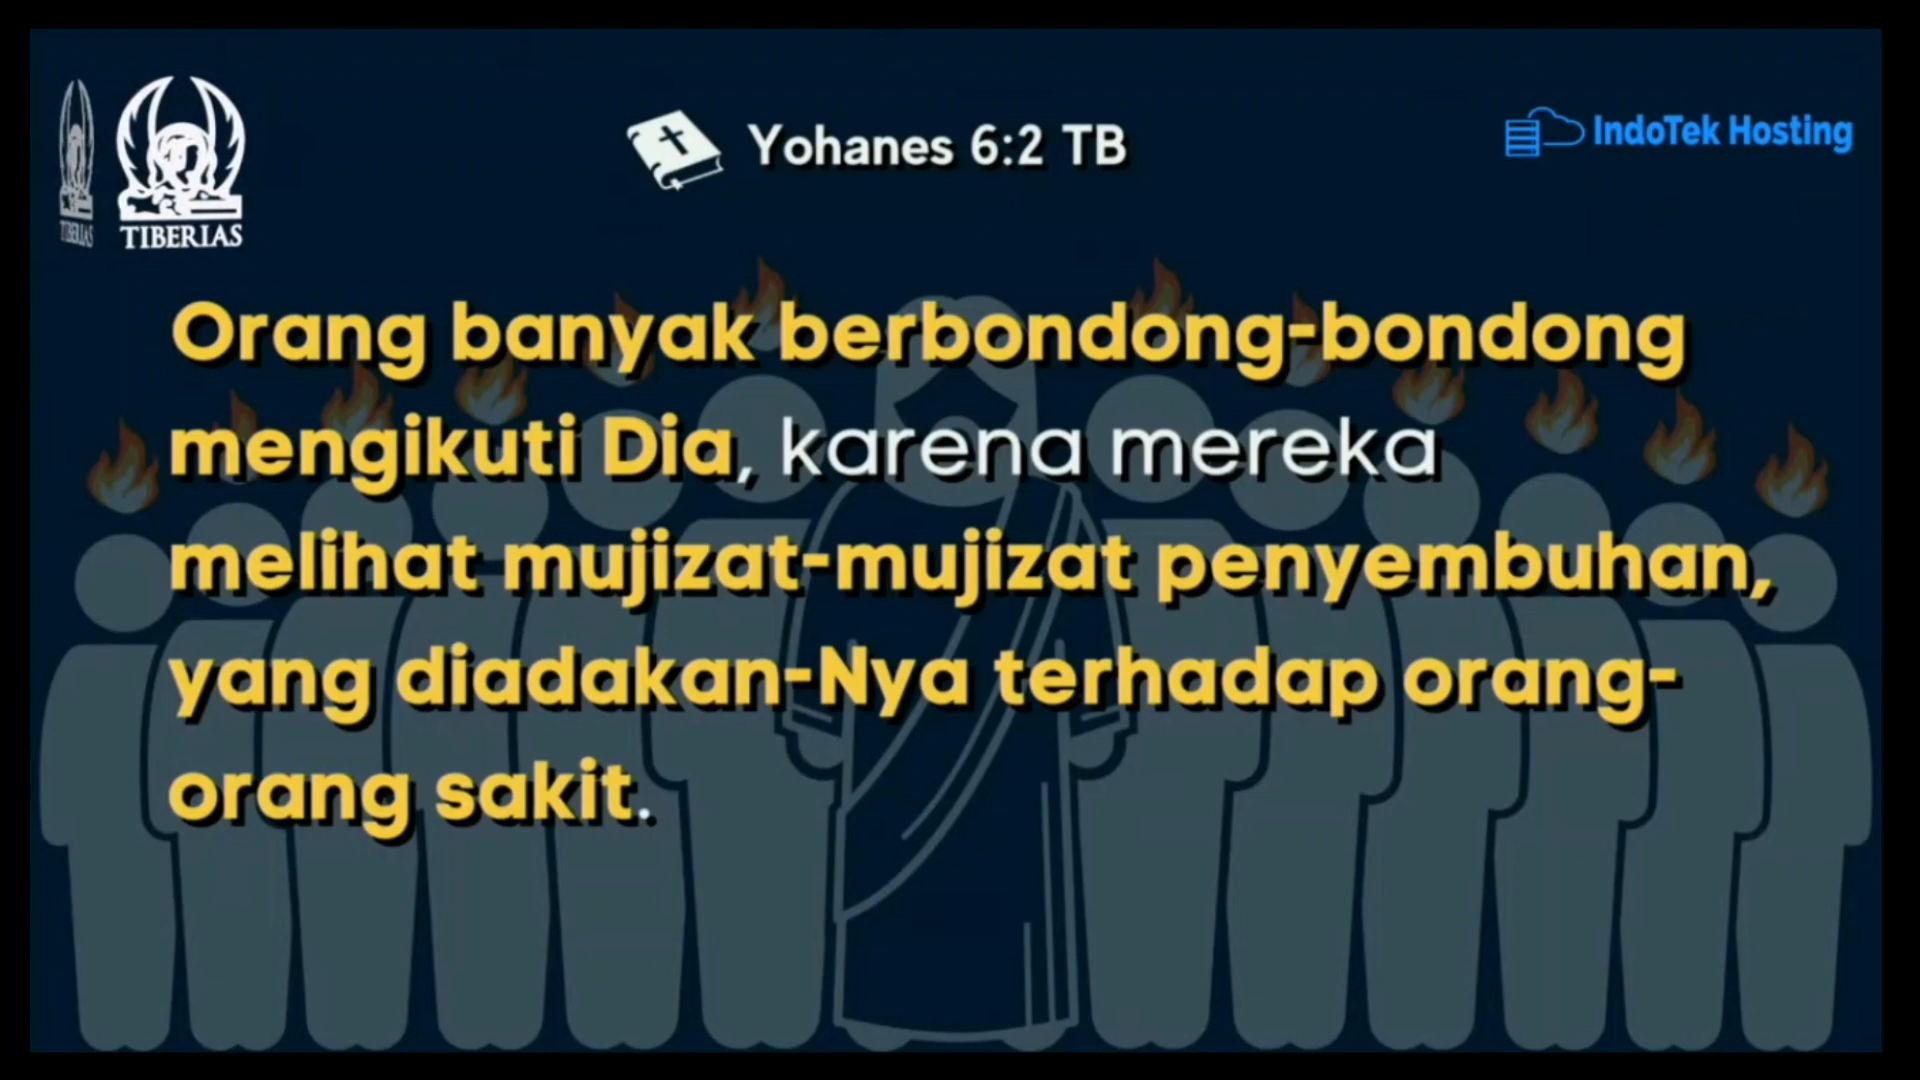 TIBERIAS
TIBERIAS
Yohanes 6:2 TB
IndoTek Hosting
Orang banyak berbondong-bondong
mengikuti Dia, karena mereka
melihat mujizat-mujizat penyembuhan,
yang diadakan-Nya terhadap orang-
orang sakit.